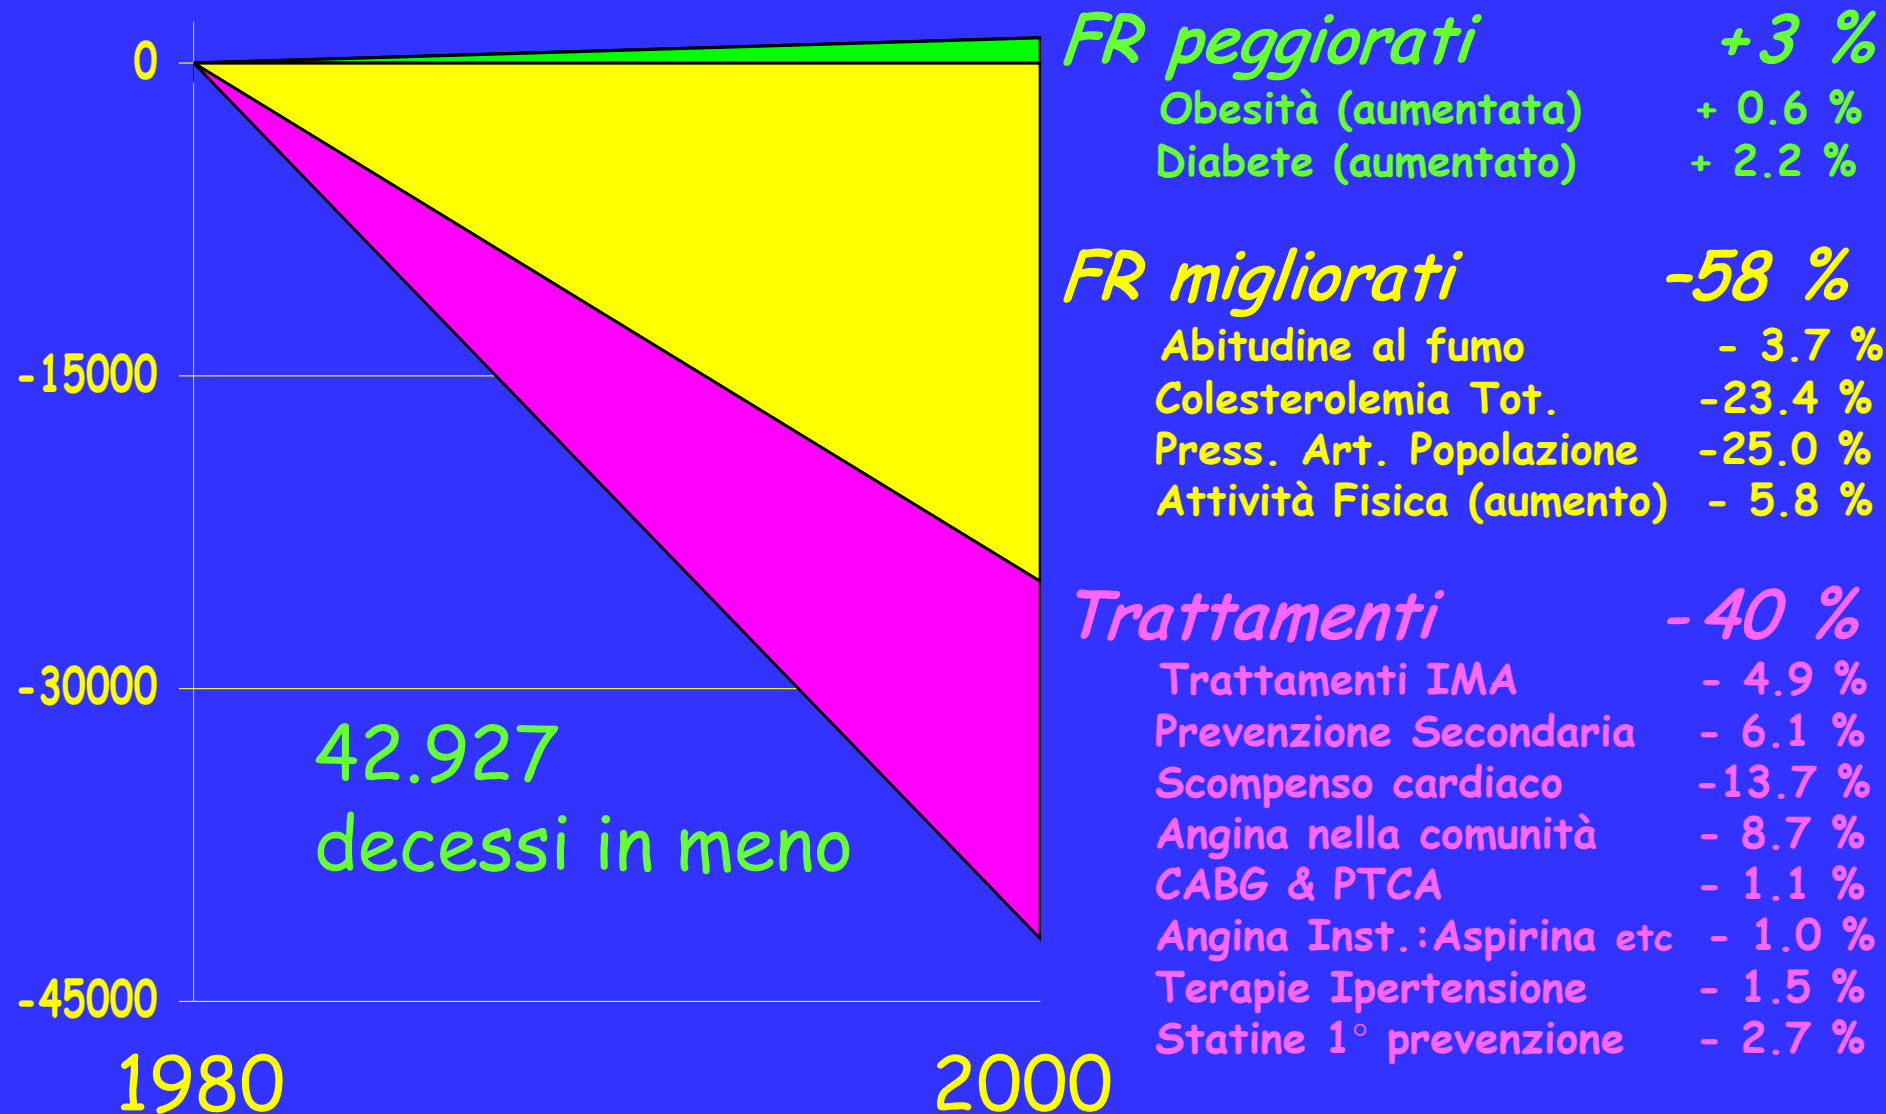 0
-15000
-30000
-45000
1980
2000
42.927
decessi in meno
FR peggiorati +3 %
Obesità (aumentata) + 0.6 %
Diabete (aumentato) + 2.2 %
FR migliorati -58 %
Abitudine al fumo - 3.7 %
Colesterolemia Tot. -23.4 %
Press. Art. Popolazione -25.0 %
Attività Fisica (aumento) - 5.8 %
Trattamenti - 40 %
Trattamenti IMA - 4.9 %
Prevenzione Secondaria - 6.1 %
Scompenso cardiaco -13.7 %
Angina nella comunità - 8.7 %
CABG & PTCA - 1.1 %
Angina Inst.:Aspirina etc - 1.0 %
Terapie Ipertensione - 1.5 %
Statine 1° prevenzione - 2.7 %